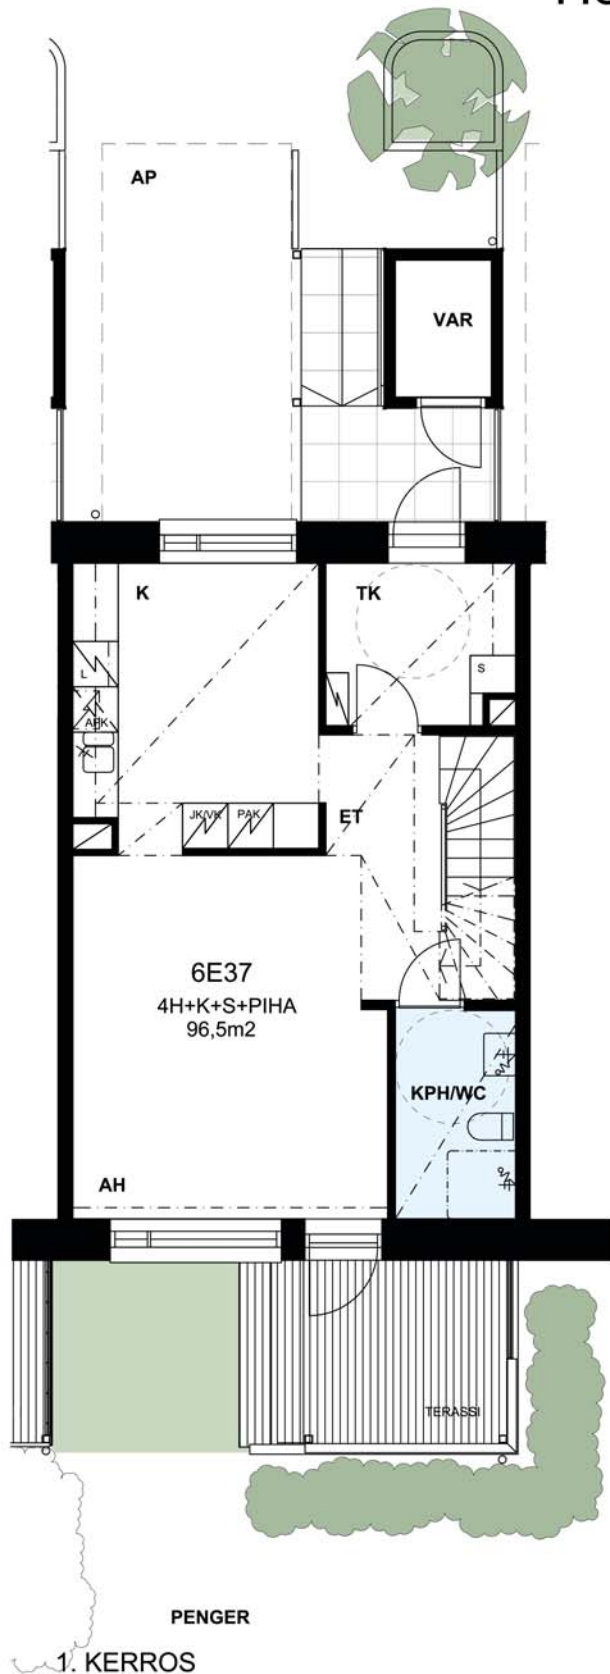 AP
VAR
K
TK
L
S
APK
JK/VK
PAK
ET
6E37
4H+K+S+PIHA
96,5m2
KPH/WC
AH
TERASSI
PENGER
1. KERROS